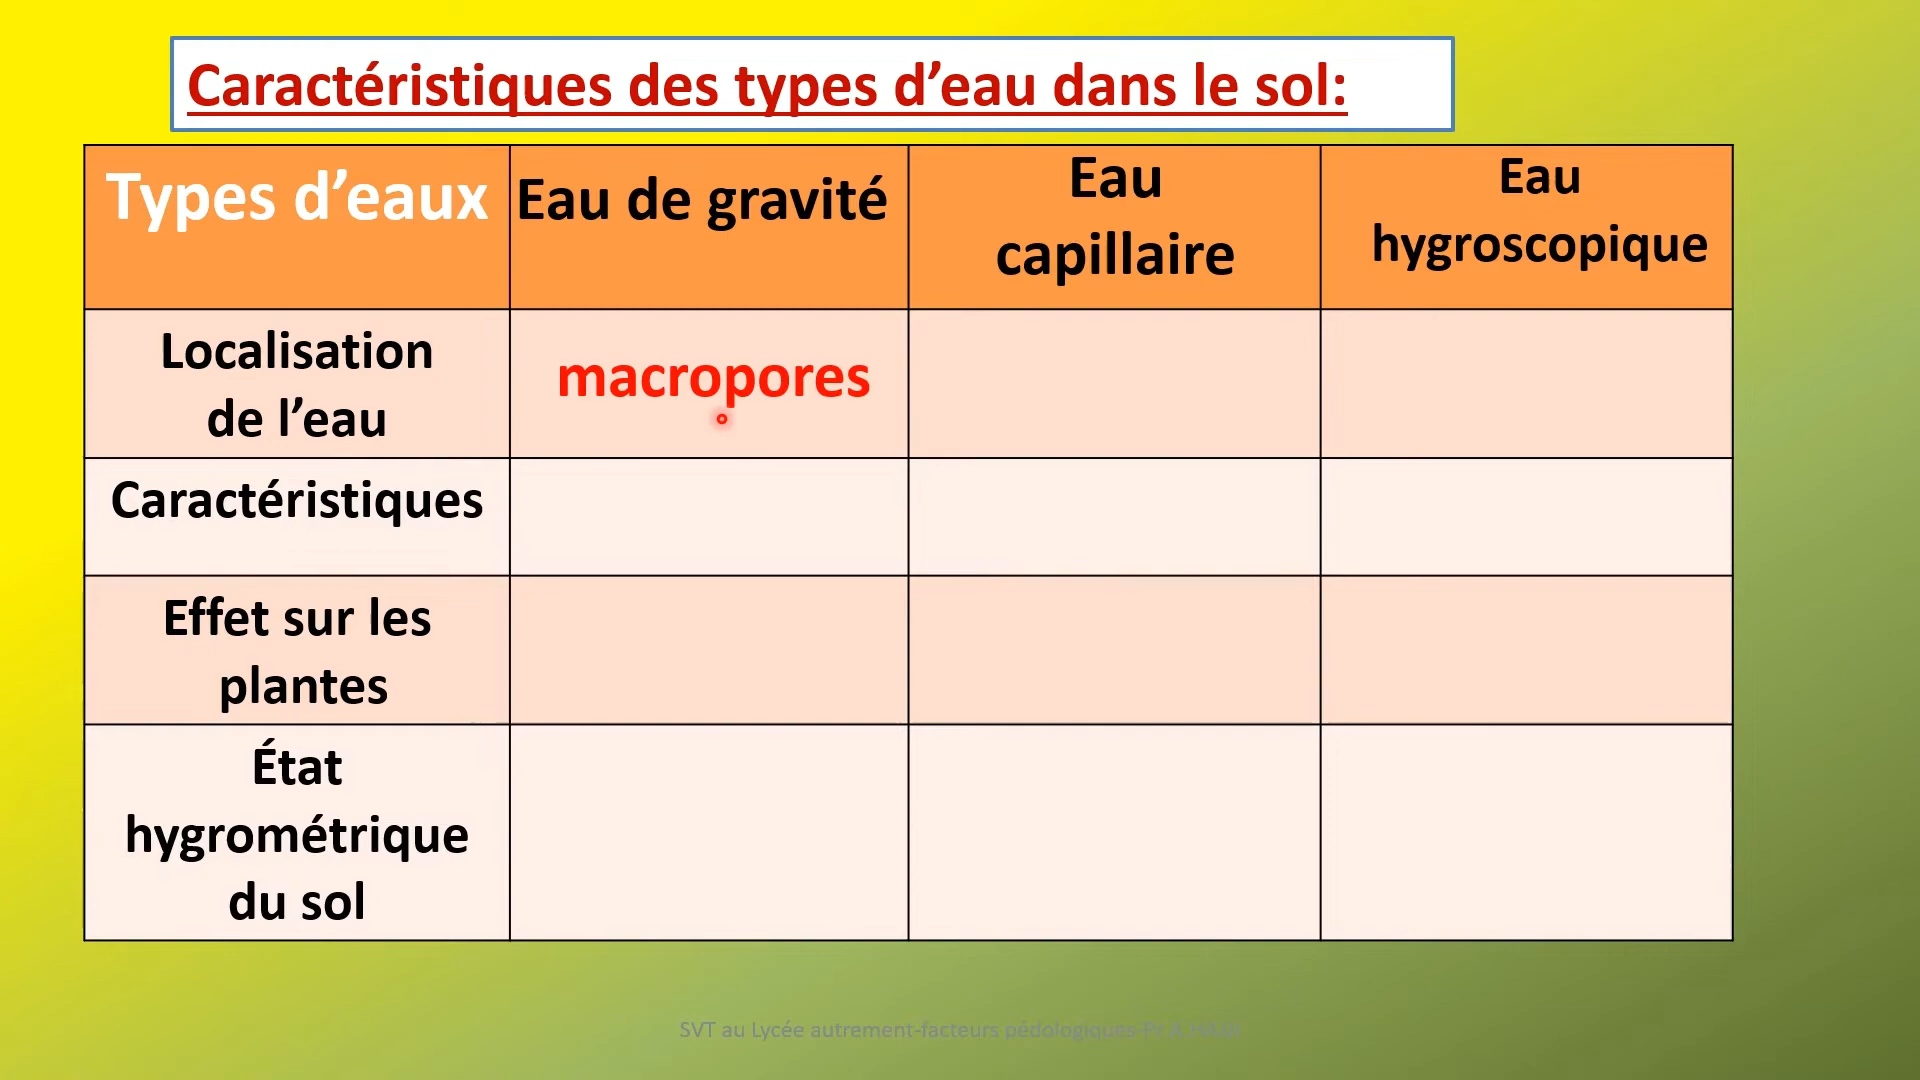 Caractéristiques des types d’eau dans le sol:
Types d’eaux
Eau de gravité
Eau
capillaire
Eau
hygroscopique
Localisation
de l’eau
macropores
Caractéristiques
Effet sur les
plantes
État
hygrométrique
du sol
SVT au Lycée autrement-facteurs pédologiques